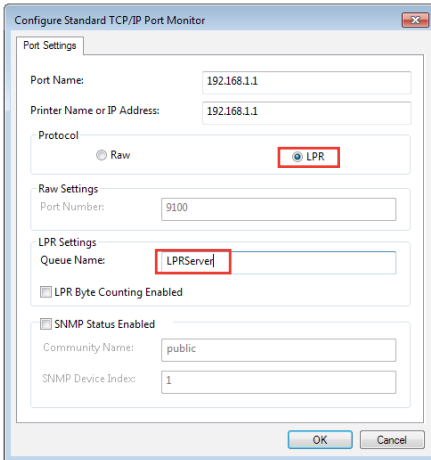 Configure Standard TCP/IP Port Monitor
Port Settings
Port Name: 192.168.1.1
Printer Name or IP Address: 192.168.1.1
Protocol
Raw LPR
Raw Settings
Port Number: 9100
LPR Settings
Queue Name: LPRServer
LPR Byte Counting Enabled
SNMP Status Enabled
Community Name: public
SNMP Device Index: 1
OK Cancel